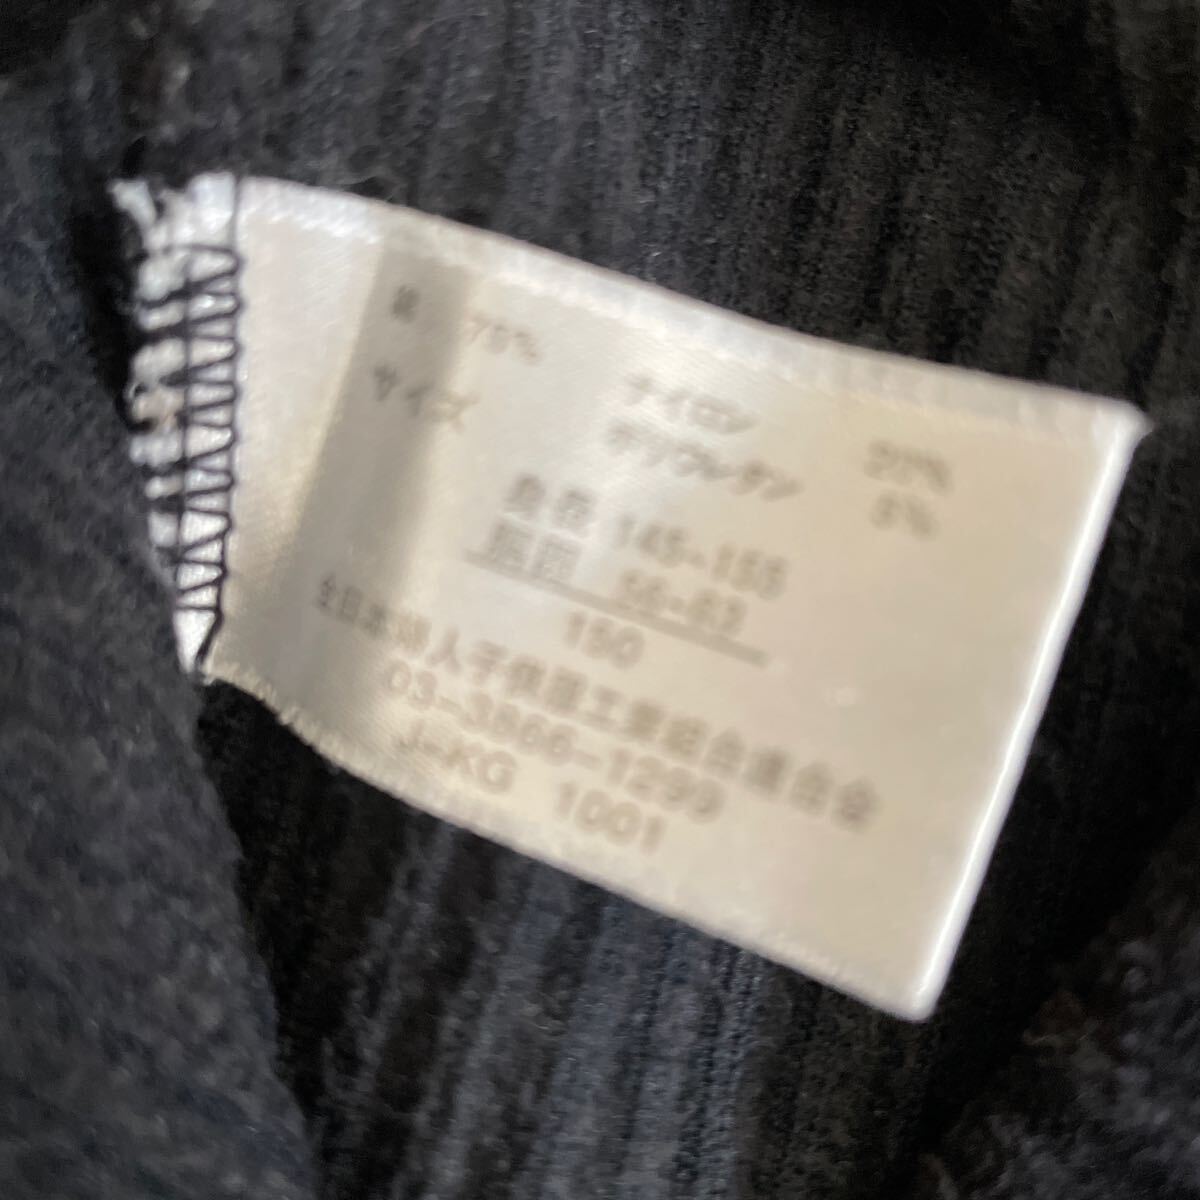 綿 75% ナイロン 20%
ポリウレタン 5%
サイズ
身長 145-155
胴囲 56-62
150
全日本婦人子供服工業組合連合会
03-3866-1299
J-KG 1001